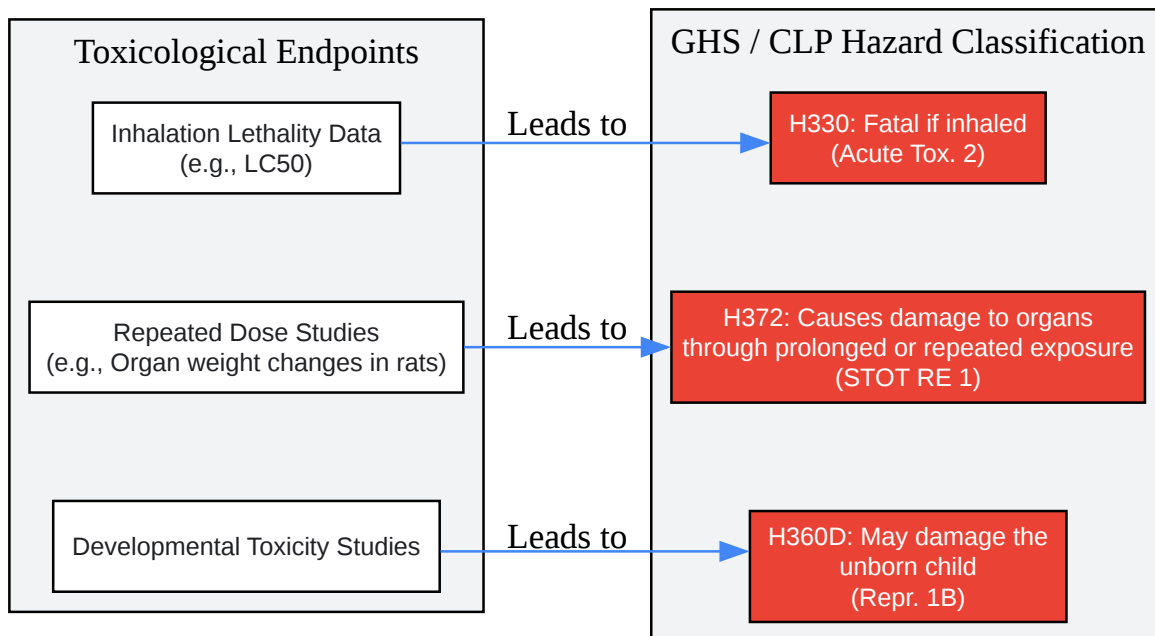 Toxicological Endpoints
GHS / CLP Hazard Classification
Inhalation Lethality Data
(e.g., LC50)
Leads to
H330: Fatal if inhaled
(Acute Tox. 2)
Repeated Dose Studies
(e.g., Organ weight changes in rats)
Leads to
H372: Causes damage to organs
through prolonged or repeated exposure
(STOT RE 1)
Developmental Toxicity Studies
Leads to
H360D: May damage the
unborn child
(Repr. 1B)